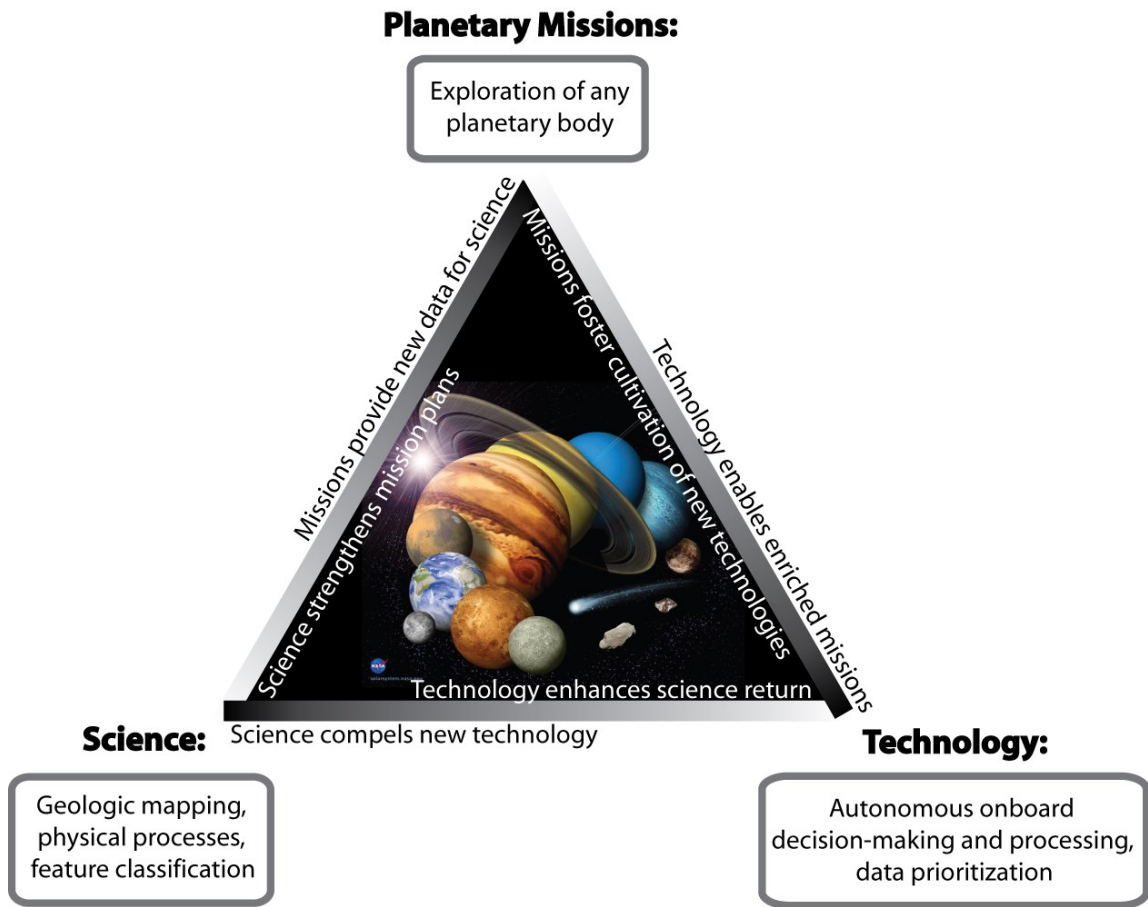 Planetary Missions:
Exploration of any
planetary body
Missions provide new data for science
Science strengthens mission plans
Missions foster cultivation of new technologies
Technology enables enriched missions
NASA
Technology enhances science return
Science compels new technology
Science:
Geologic mapping,
physical processes,
feature classification
Technology:
Autonomous onboard
decision-making and processing,
data prioritization